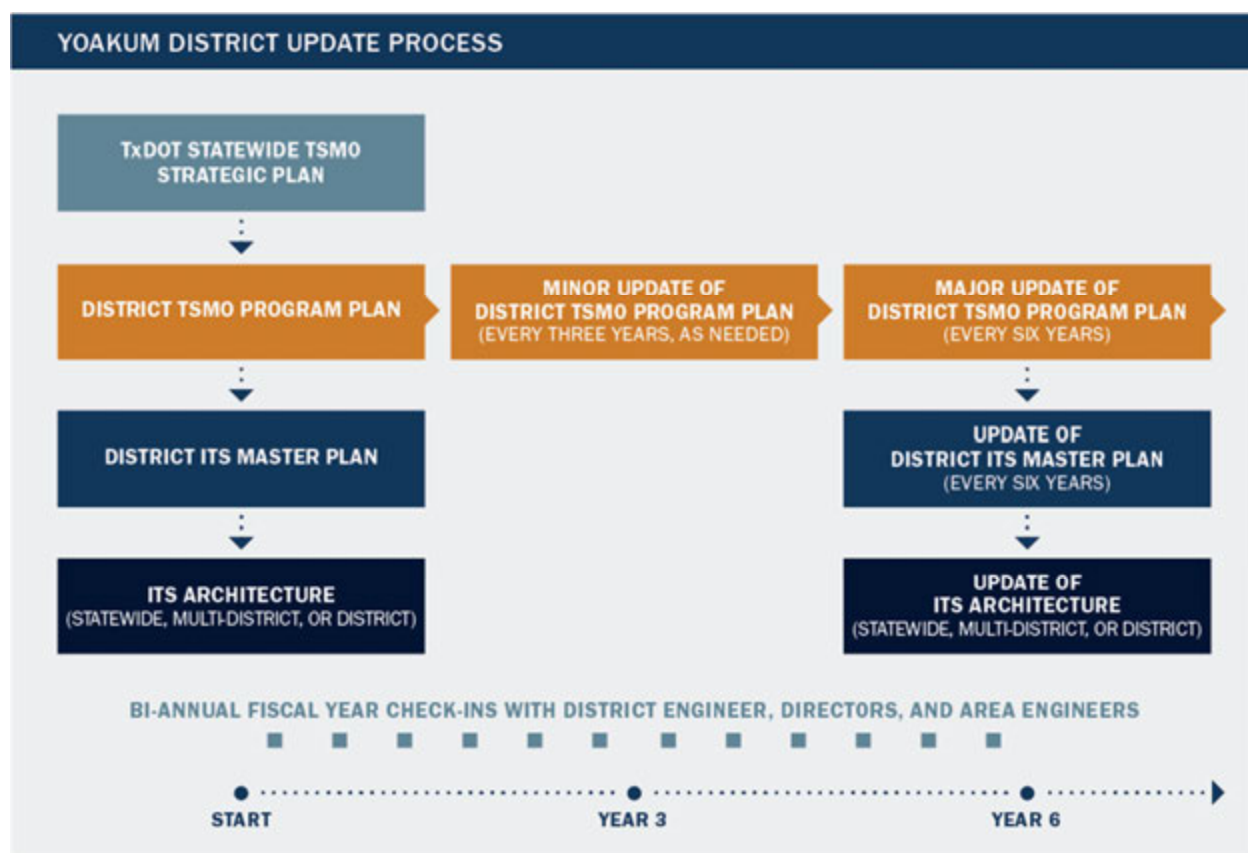 YOAKUM DISTRICT UPDATE PROCESS
TxDOT STATEWIDE TSMO
STRATEGIC PLAN
DISTRICT TSMO PROGRAM PLAN
MINOR UPDATE OF
DISTRICT TSMO PROGRAM PLAN
(EVERY THREE YEARS, AS NEEDED)
MAJOR UPDATE OF
DISTRICT TSMO PROGRAM PLAN
(EVERY SIX YEARS)
DISTRICT ITS MASTER PLAN
UPDATE OF
DISTRICT ITS MASTER PLAN
(EVERY SIX YEARS)
ITS ARCHITECTURE
(STATEWIDE, MULTI-DISTRICT, OR DISTRICT)
UPDATE OF
ITS ARCHITECTURE
(STATEWIDE, MULTI-DISTRICT, OR DISTRICT)
BI-ANNUAL FISCAL YEAR CHECK-INS WITH DISTRICT ENGINEER, DIRECTORS, AND AREA ENGINEERS
START
YEAR 3
YEAR 6